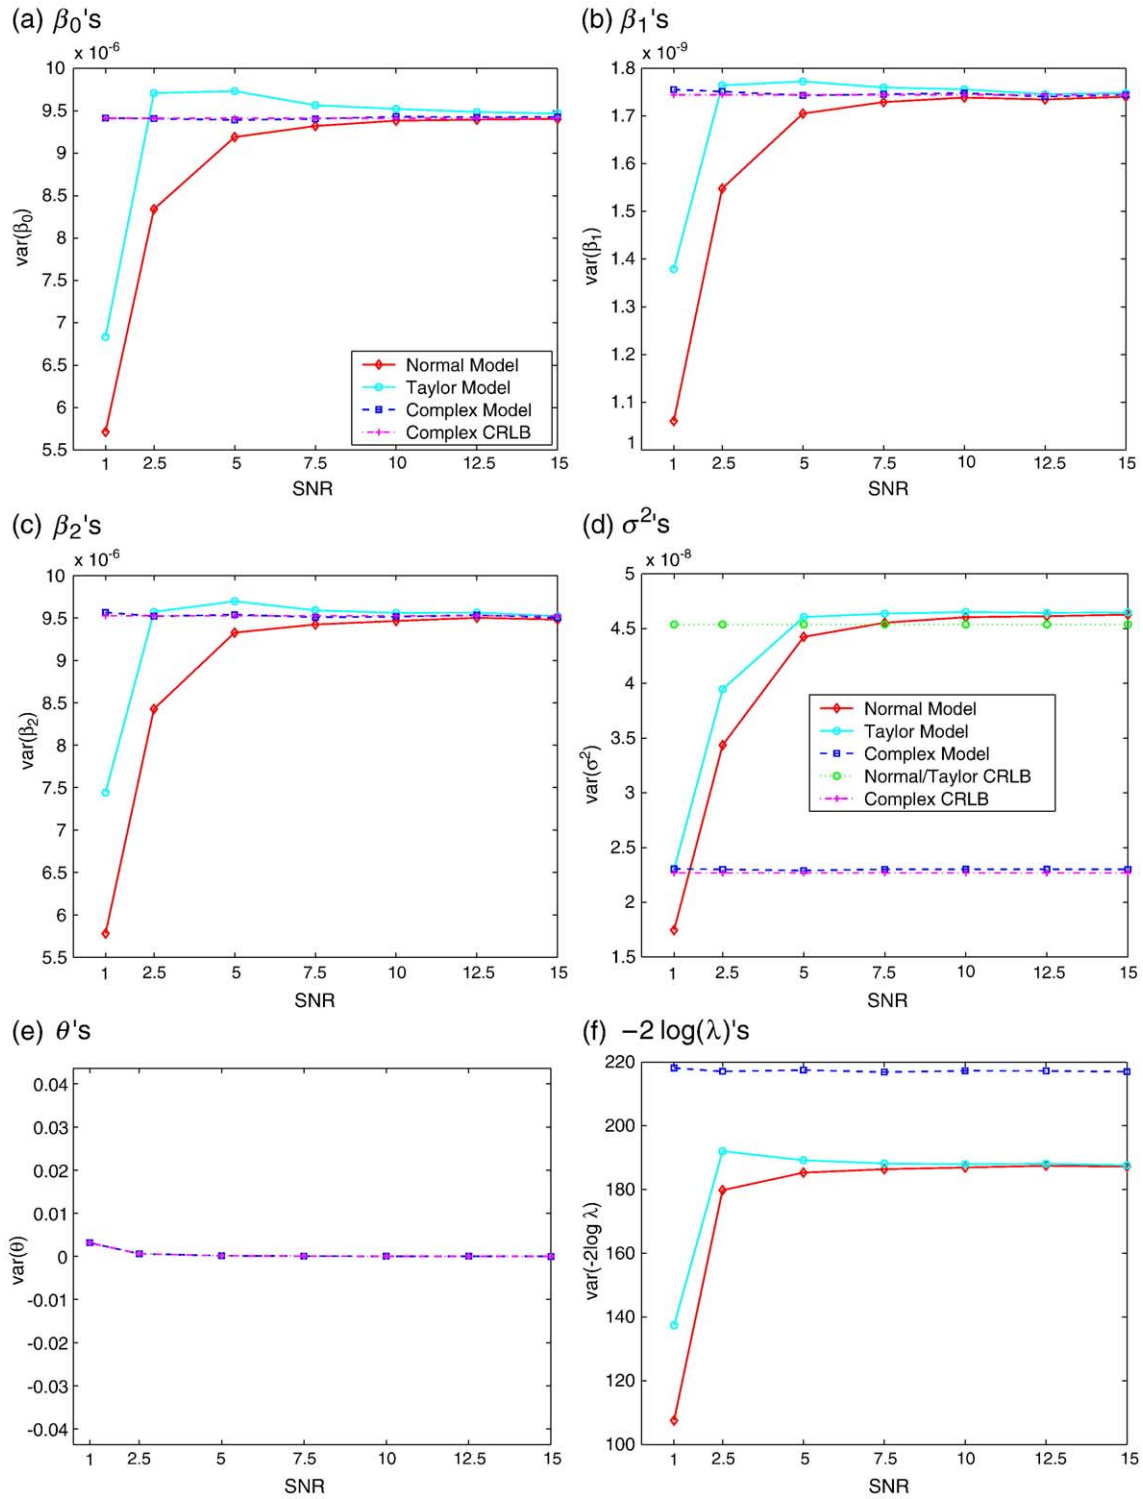 (a) β₀'s
x 10⁻⁶
10
9.5
9
8.5
8
7.5
7
6.5
6
5.5
var(β₀)
1 2.5 5 7.5 10 12.5 15
SNR
Normal Model
Taylor Model
Complex Model
Complex CRLB
(b) β₁'s
x 10⁻⁹
1.8
1.7
1.6
1.5
1.4
1.3
1.2
1.1
1
var(β₁)
1 2.5 5 7.5 10 12.5 15
SNR
(c) β₂'s
x 10⁻⁶
10
9.5
9
8.5
8
7.5
7
6.5
6
5.5
var(β₂)
1 2.5 5 7.5 10 12.5 15
SNR
(d) σ²'s
x 10⁻⁸
5
4.5
4
3.5
3
2.5
2
1.5
var(σ²)
1 2.5 5 7.5 10 12.5 15
SNR
Normal Model
Taylor Model
Complex Model
Normal/Taylor CRLB
Complex CRLB
(e) θ's
0.04
0.03
0.02
0.01
0
-0.01
-0.02
-0.03
-0.04
var(θ)
1 2.5 5 7.5 10 12.5 15
SNR
(f) −2 log(λ)'s
220
200
180
160
140
120
100
var(-2log λ)
1 2.5 5 7.5 10 12.5 15
SNR